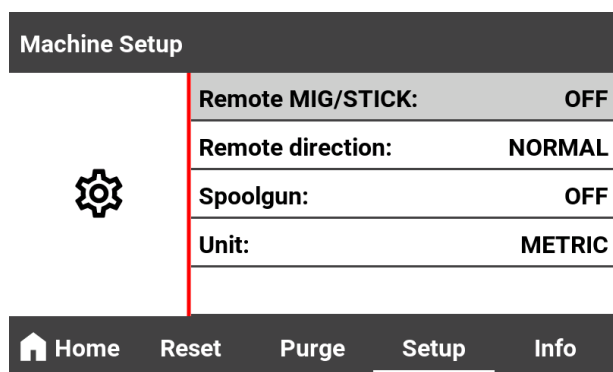 Machine Setup
Remote MIG/STICK: OFF
Remote direction: NORMAL
Spoolgun: OFF
Unit: METRIC
Home Reset Purge Setup Info